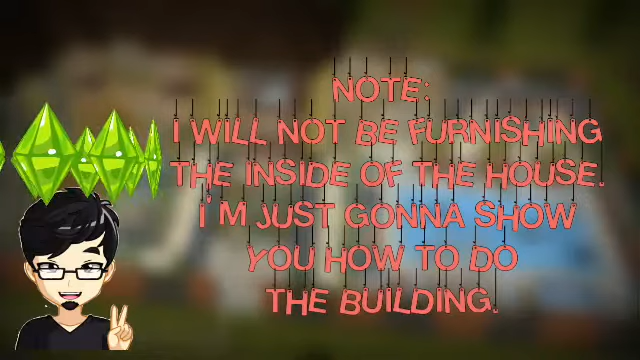 NOTE:
I WILL NOT BE FURNISHING
THE INSIDE OF THE HOUSE.
I'M JUST GONNA SHOW
YOU HOW TO DO
THE BUILDING.